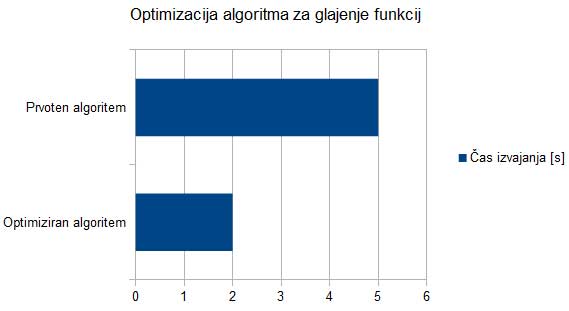 Optimizacija algoritma za glajenje funkcij
Prvoten algoritem
Čas izvajanja [s]
Optimiziran algoritem
0 1 2 3 4 5 6